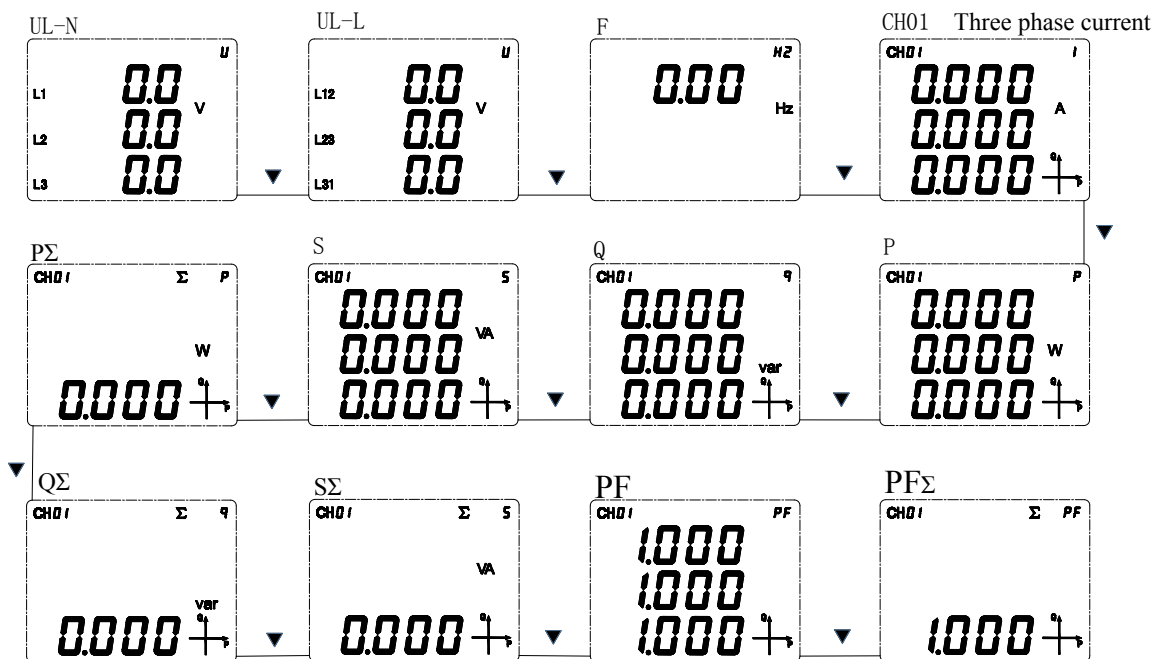 UL-N
U
L1 0.0
V
L2 0.0
L3 0.0
UL-L
U
L12 0.0
V
L23 0.0
L31 0.0
F
HZ
0.00
Hz
CH01 Three phase current
CH01 I
0.000
A
0.000
0.000
Q
P
PΣ
CH01 Σ P
W
0.000
Q
P
S
CH01 S
0.000
VA
0.000
0.000
Q
P
Q
CH01 q
0.000
0.000
var
0.000
Q
P
P
CH01 P
0.000
0.000 W
0.000
Q
P
QΣ
CH01 Σ q
var
0.000
Q
P
SΣ
CH01 Σ S
VA
0.000
Q
P
PF
CH01 PF
1.000
1.000
1.000
Q
P
PFΣ
CH01 Σ PF
1.000
Q
P